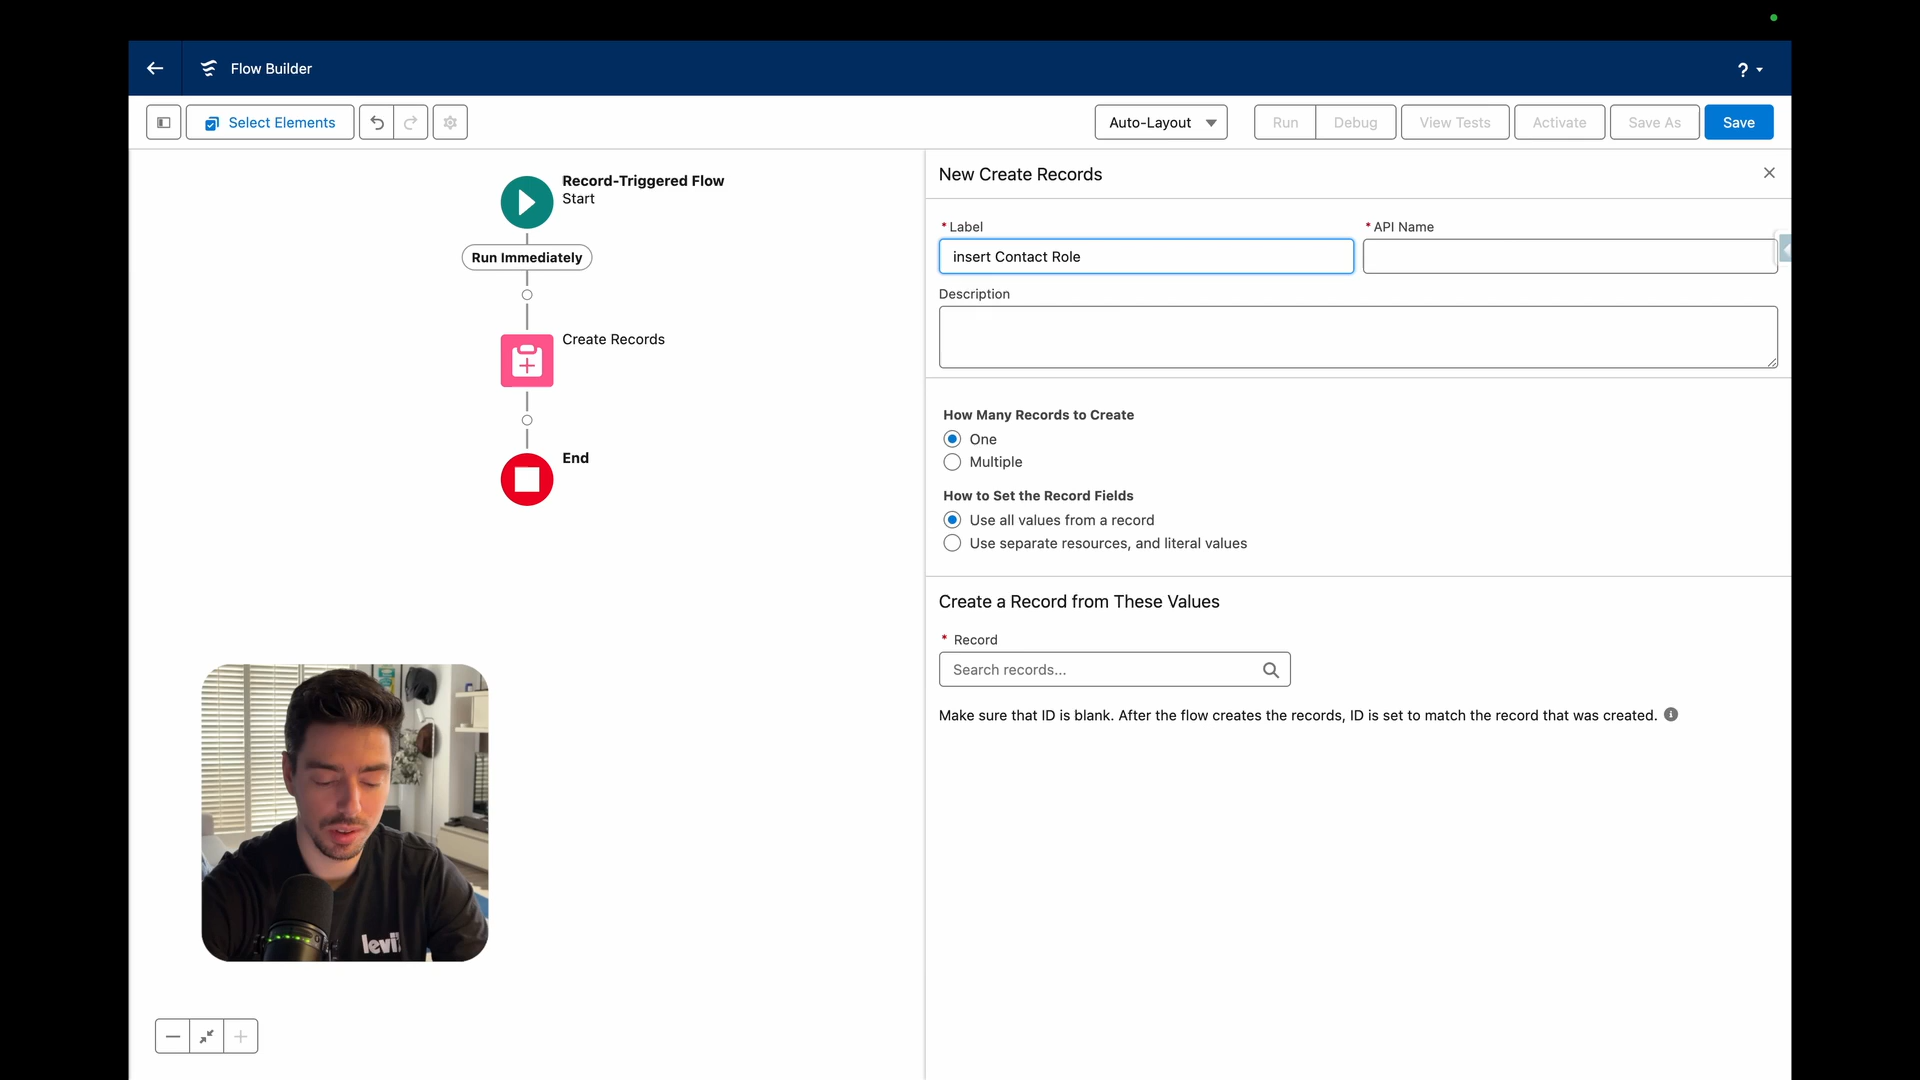 Flow Builder
?
Select Elements
Auto-Layout
Run
Debug
View Tests
Activate
Save As
Save
Record-Triggered Flow
Start
Run Immediately
Create Records
End
New Create Records
* Label
insert Contact Role
* API Name
Description
How Many Records to Create
One
Multiple
How to Set the Record Fields
Use all values from a record
Use separate resources, and literal values
Create a Record from These Values
* Record
Search records...
Make sure that ID is blank. After the flow creates the records, ID is set to match the record that was created.
levi